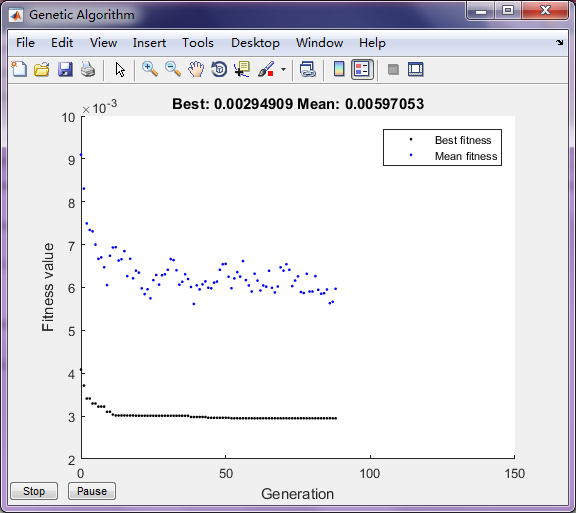 Genetic Algorithm
File Edit View Insert Tools Desktop Window Help
×10-3
Best: 0.00294909 Mean: 0.00597053
10
9
8
7
6
5
4
3
2
Fitness value
Best fitness
Mean fitness
0 50 100 150
Generation
Stop Pause